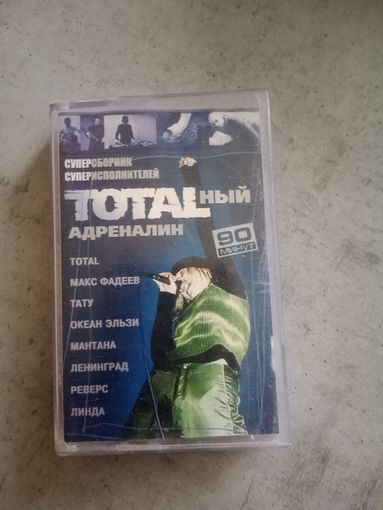 СУПЕРСБОРНИК
СУПЕРИСПОЛНИТЕЛЕЙ
TOTALНЫЙ
АДРЕНАЛИН
90
МИНУТ
TOTAL
МАКС ФАДЕЕВ
ТАТУ
ОКЕАН ЭЛЬЗИ
МАНТАНА
ЛЕНИНГРАД
РЕВЕРС
ЛИНДА